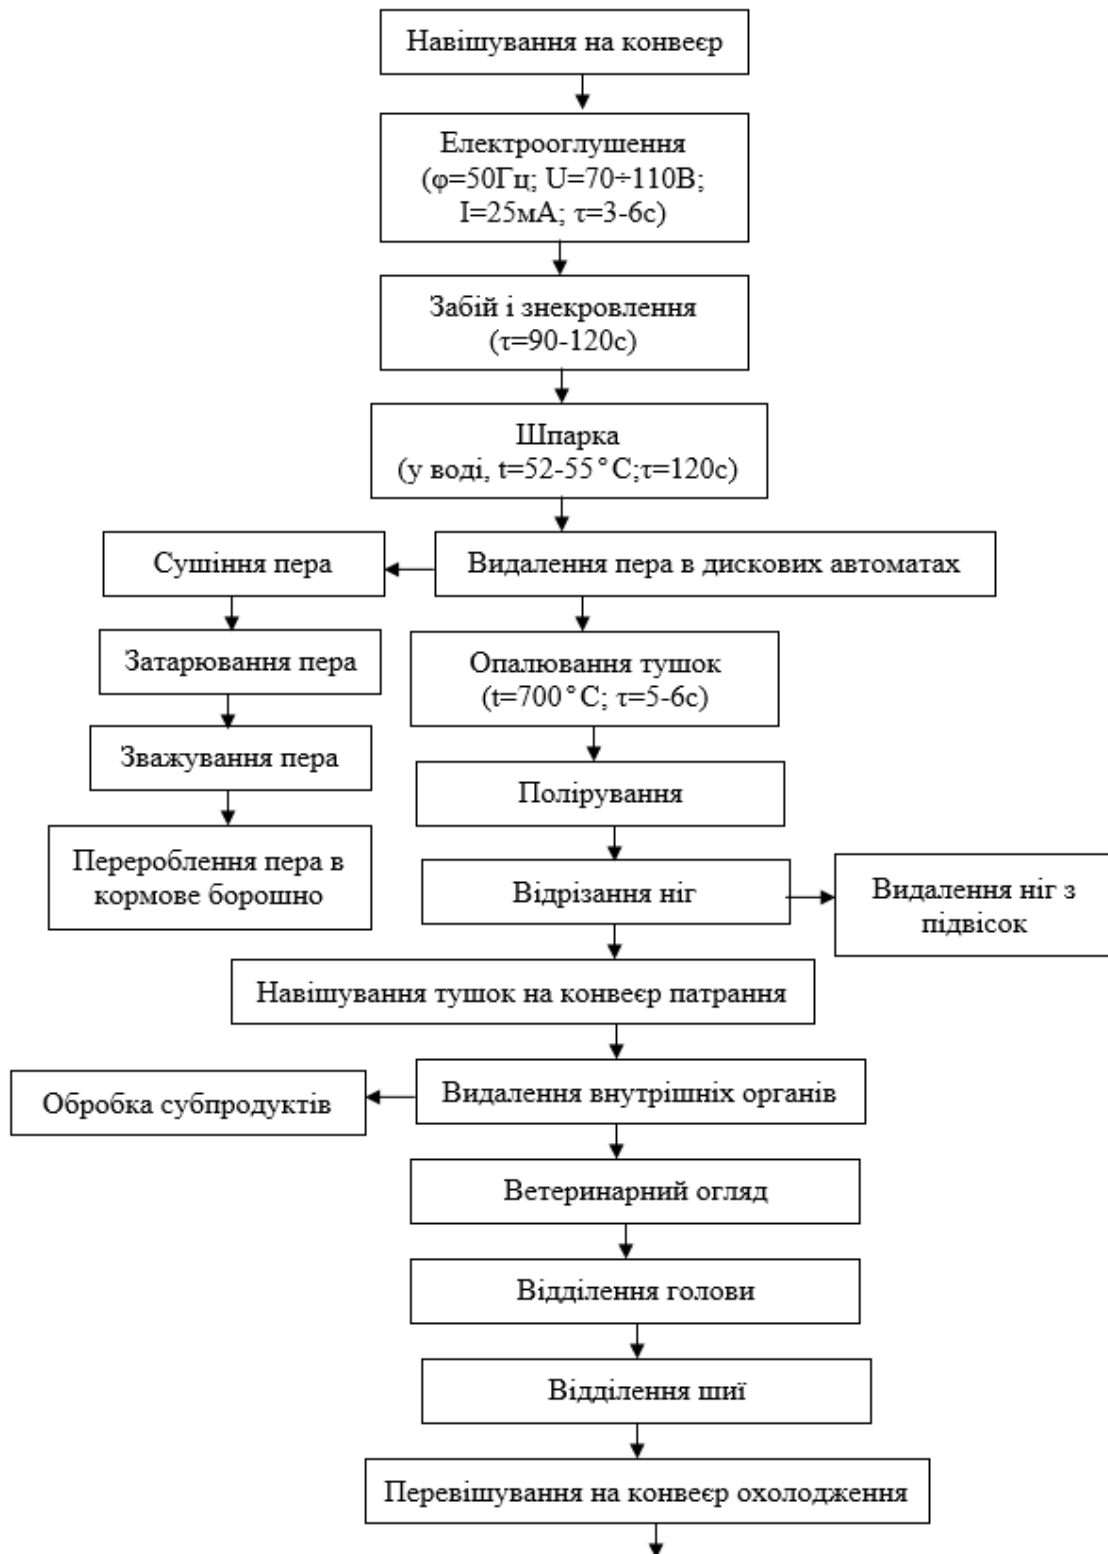 Навішування на конвеєр
Електрооглушення
(φ=50Гц; U=70÷110В;
I=25мА; τ=3-6с)
Забій і знекровлення
(τ=90-120с)
Шпарка
(у воді, t=52-55°С;τ=120с)
Сушіння пера
Видалення пера в дискових автоматах
Затарювання пера
Опалювання тушок
(t=700°С; τ=5-6с)
Зважування пера
Полірування
Перероблення пера в
кормове борошно
Відрізання ніг
Видалення ніг з
підвісок
Навішування тушок на конвеєр патрання
Обробка субпродуктів
Видалення внутрішніх органів
Ветеринарний огляд
Відділення голови
Відділення шиї
Перевішування на конвеєр охолодження